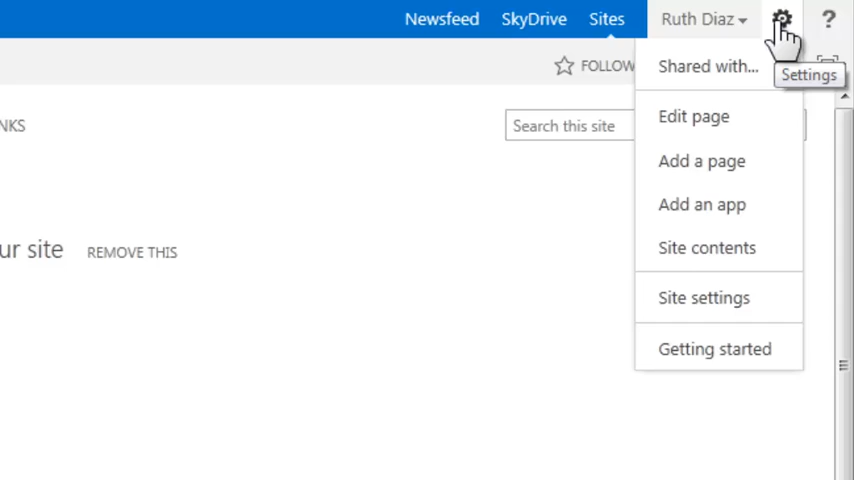 Newsfeed SkyDrive Sites Ruth Diaz ?
FOLLOW
Shared with...
Settings
NKS
Search this site
Edit page
Add a page
Add an app
ur site REMOVE THIS
Site contents
Site settings
Getting started